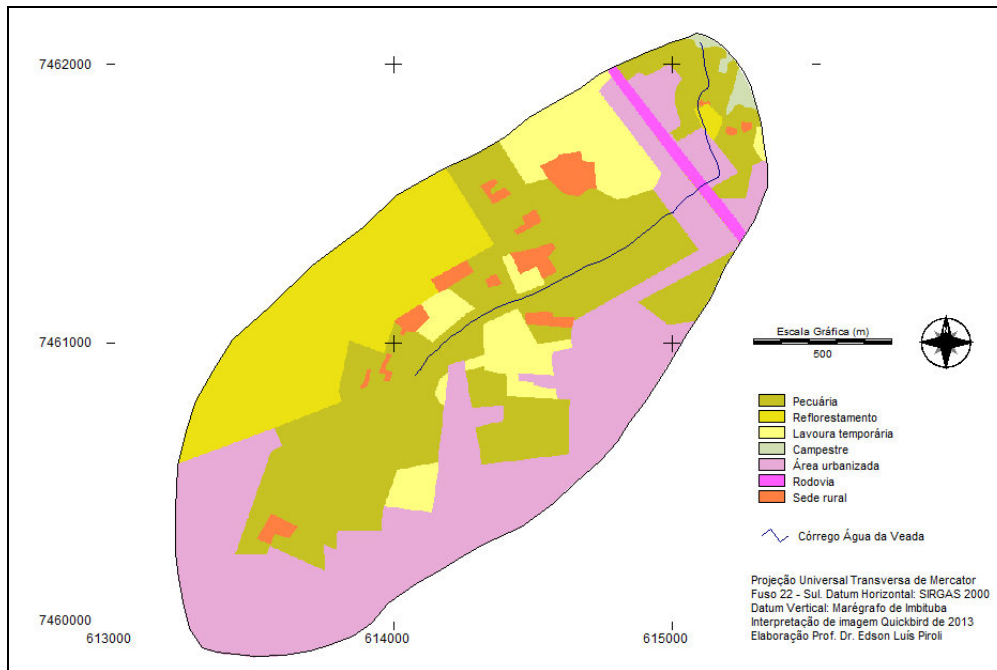 7462000
7461000
7460000
613000
614000
615000
Escala Gráfica (m)
500
Pecuária
Reflorestamento
Lavoura temporária
Campestre
Área urbanizada
Rodovia
Sede rural
Córrego Água da Veada
Projeção Universal Transversa de Mercator
Fuso 22 - Sul. Datum Horizontal: SIRGAS 2000
Datum Vertical: Marégrafo de Imbituba
Interpretação de imagem Quickbird de 2013
Elaboração Prof. Dr. Edson Luís Piroli